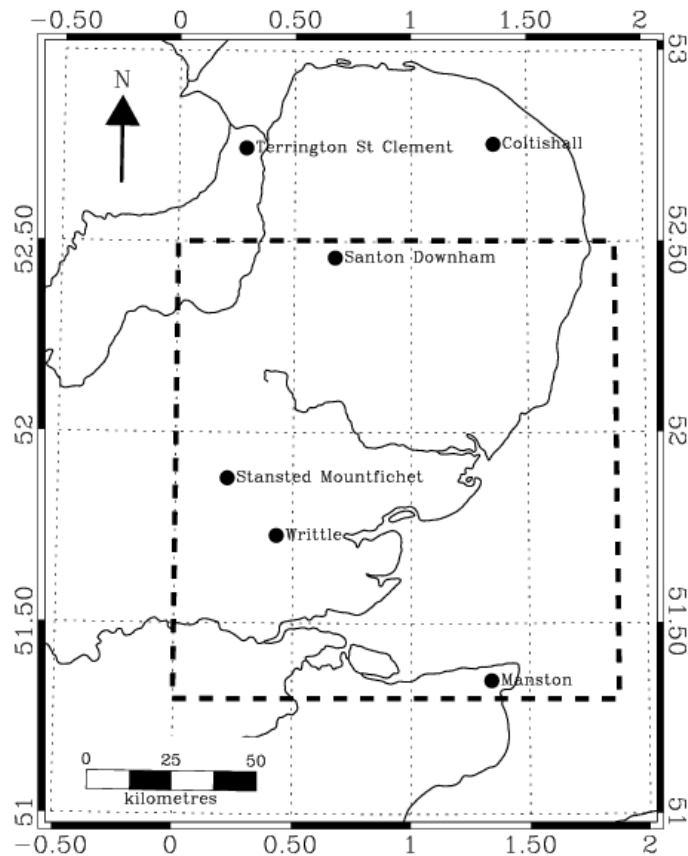 -0.50 0 0.50 1 1.50 2
53
N
Terrington St Clement
Coltishall
52.50
52.50
Santon Downham
52
52
Stansted Mountfichet
Writtle
51.50
51.50
Manston
0 25 50
kilometres
51
51
-0.50 0 0.50 1 1.50 2